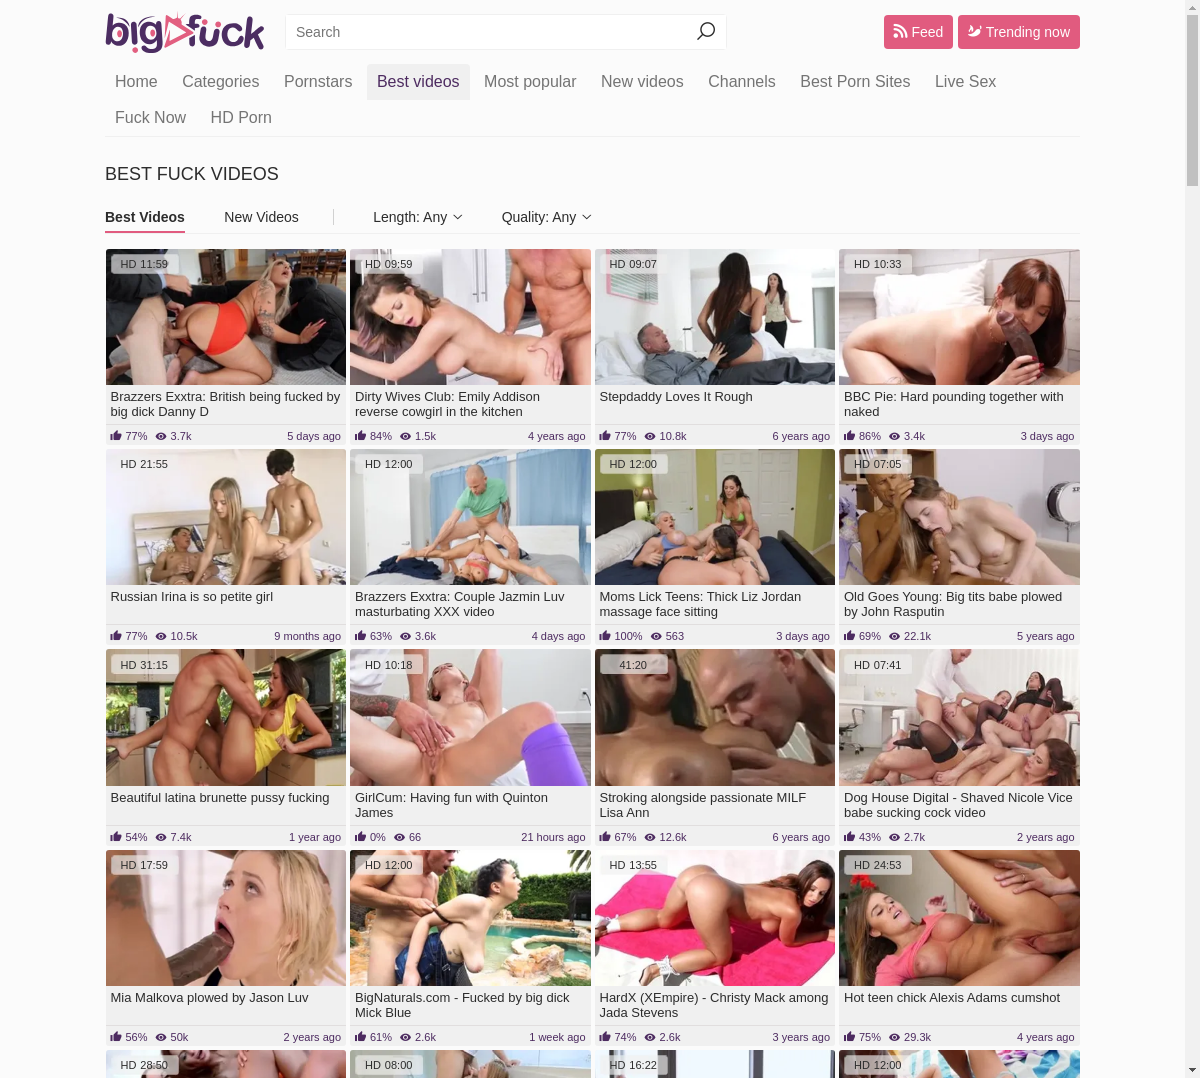 bigfuck
Search
Feed
Trending now
Home Categories Pornstars Best videos Most popular New videos Channels Best Porn Sites Live Sex
Fuck Now HD Porn
BEST FUCK VIDEOS
Best Videos New Videos Length: Any Quality: Any
HD 11:59
HD 09:59
HD 09:07
HD 10:33
Brazzers Exxtra: British being fucked by
big dick Danny D
77% 3.7k 5 days ago
Dirty Wives Club: Emily Addison
reverse cowgirl in the kitchen
84% 1.5k 4 years ago
Stepdaddy Loves It Rough
77% 10.8k 6 years ago
BBC Pie: Hard pounding together with
naked
86% 3.4k 3 days ago
HD 21:55
HD 12:00
HD 12:00
HD 07:05
Russian Irina is so petite girl
77% 10.5k 9 months ago
Brazzers Exxtra: Couple Jazmin Luv
masturbating XXX video
63% 3.6k 4 days ago
Moms Lick Teens: Thick Liz Jordan
massage face sitting
100% 563 3 days ago
Old Goes Young: Big tits babe plowed
by John Rasputin
69% 22.1k 5 years ago
HD 31:15
HD 10:18
41:20
HD 07:41
Beautiful latina brunette pussy fucking
54% 7.4k 1 year ago
GirlCum: Having fun with Quinton
James
0% 66 21 hours ago
Stroking alongside passionate MILF
Lisa Ann
67% 12.6k 6 years ago
Dog House Digital - Shaved Nicole Vice
babe sucking cock video
43% 2.7k 2 years ago
HD 17:59
HD 12:00
HD 13:55
HD 24:53
Mia Malkova plowed by Jason Luv
56% 50k 2 years ago
BigNaturals.com - Fucked by big dick
Mick Blue
61% 2.6k 1 week ago
HardX (XEmpire) - Christy Mack among
Jada Stevens
74% 2.6k 3 years ago
Hot teen chick Alexis Adams cumshot
75% 29.3k 4 years ago
HD 28:50
HD 08:00
HD 16:22
HD 12:00